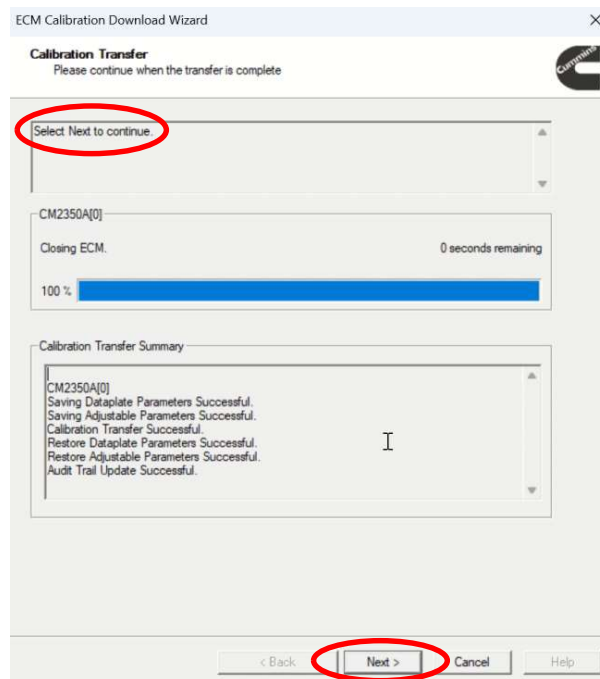 ECM Calibration Download Wizard
Calibration Transfer
Please continue when the transfer is complete
Cummins
Select Next to continue.
CM2350A[0]
Closing ECM. 0 seconds remaining
100 %
Calibration Transfer Summary
CM2350A[0]
Saving Dataplate Parameters Successful.
Saving Adjustable Parameters Successful.
Calibration Transfer Successful.
Restore Dataplate Parameters Successful.
Restore Adjustable Parameters Successful.
Audit Trail Update Successful.
< Back Next > Cancel Help